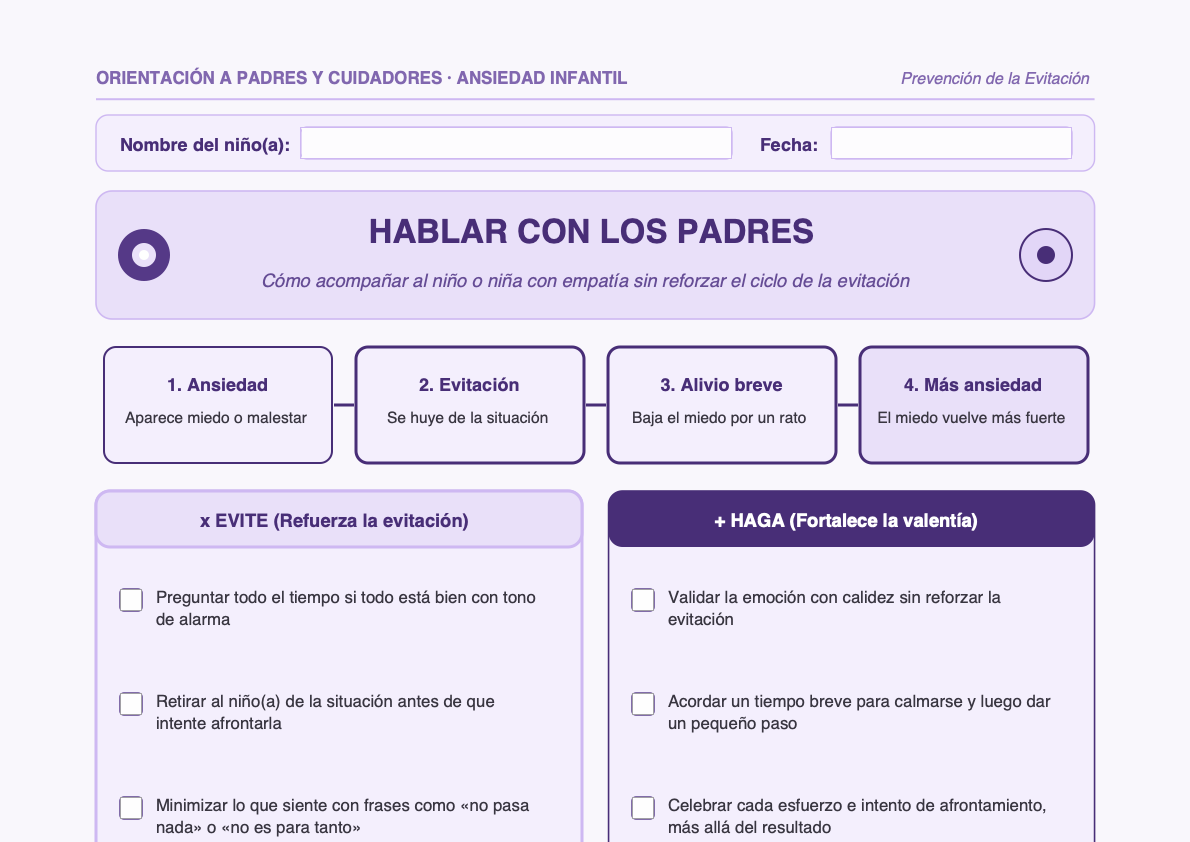 ORIENTACIÓN A PADRES Y CUIDADORES · ANSIEDAD INFANTIL
Prevención de la Evitación
Nombre del niño(a):
Fecha:
HABLAR CON LOS PADRES
Cómo acompañar al niño o niña con empatía sin reforzar el ciclo de la evitación
1. Ansiedad
Aparece miedo o malestar
2. Evitación
Se huye de la situación
3. Alivio breve
Baja el miedo por un rato
4. Más ansiedad
El miedo vuelve más fuerte
x EVITE (Refuerza la evitación)
Preguntar todo el tiempo si todo está bien con tono
de alarma
Retirar al niño(a) de la situación antes de que
intente afrontarla
Minimizar lo que siente con frases como «no pasa
nada» o «no es para tanto»
+ HAGA (Fortalece la valentía)
Validar la emoción con calidez sin reforzar la
evitación
Acordar un tiempo breve para calmarse y luego dar
un pequeño paso
Celebrar cada esfuerzo e intento de afrontamiento,
más allá del resultado